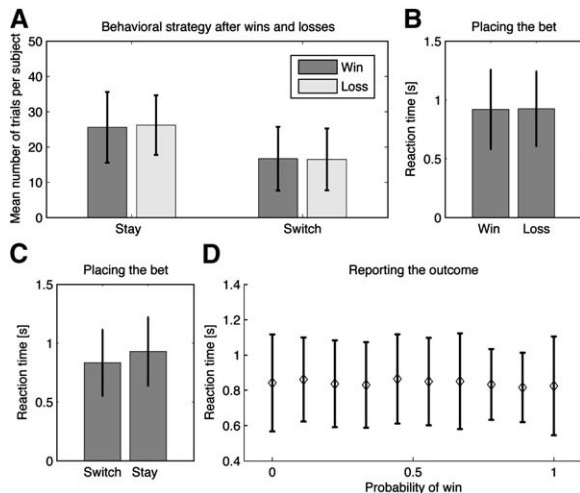 A
Behavioral strategy after wins and losses
Mean number of trials per subject
50
40
30
20
10
0
Win
Loss
Stay
Switch
B
Placing the bet
Reaction time [s]
1.5
1
0.5
0
Win Loss
C
Placing the bet
Reaction time [s]
1.5
1
0.5
0
Switch Stay
D
Reporting the outcome
Reaction time [s]
1.4
1.2
1
0.8
0.6
0.4
0 0.5 1
Probability of win